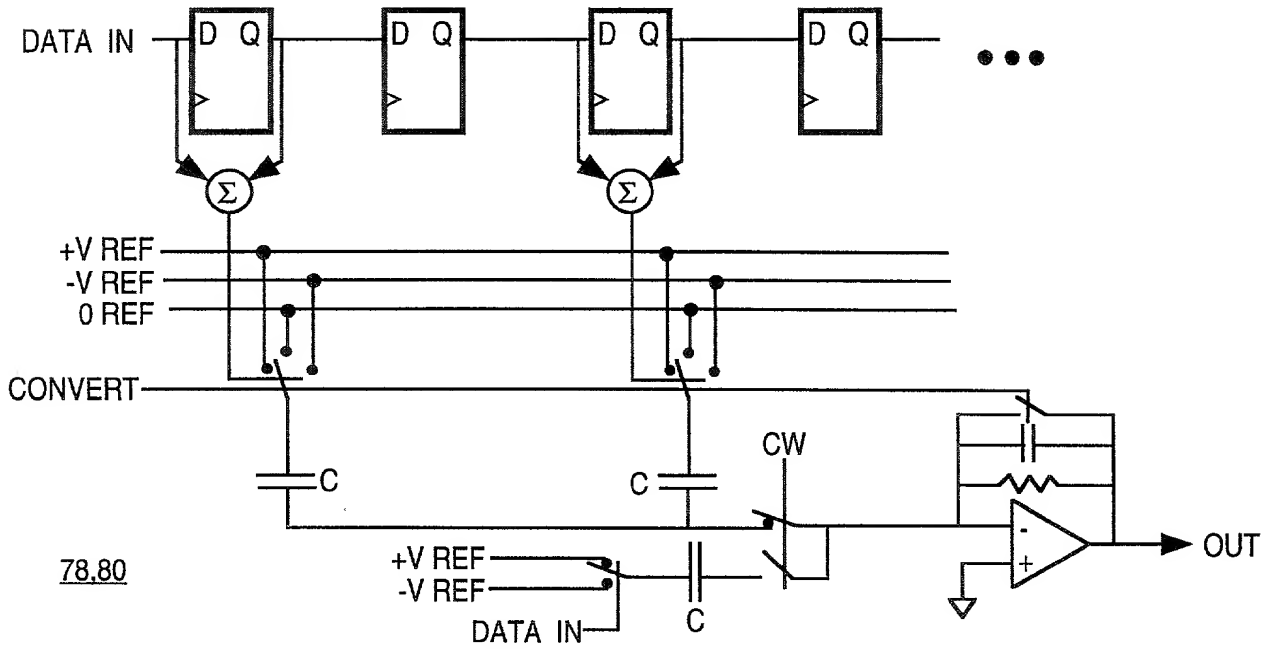 DATA IN
D Q
D Q
D Q
D Q
Σ
Σ
+V REF
-V REF
0 REF
CONVERT
C
C
CW
+V REF
-V REF
C
DATA IN
-
+
OUT
78,80